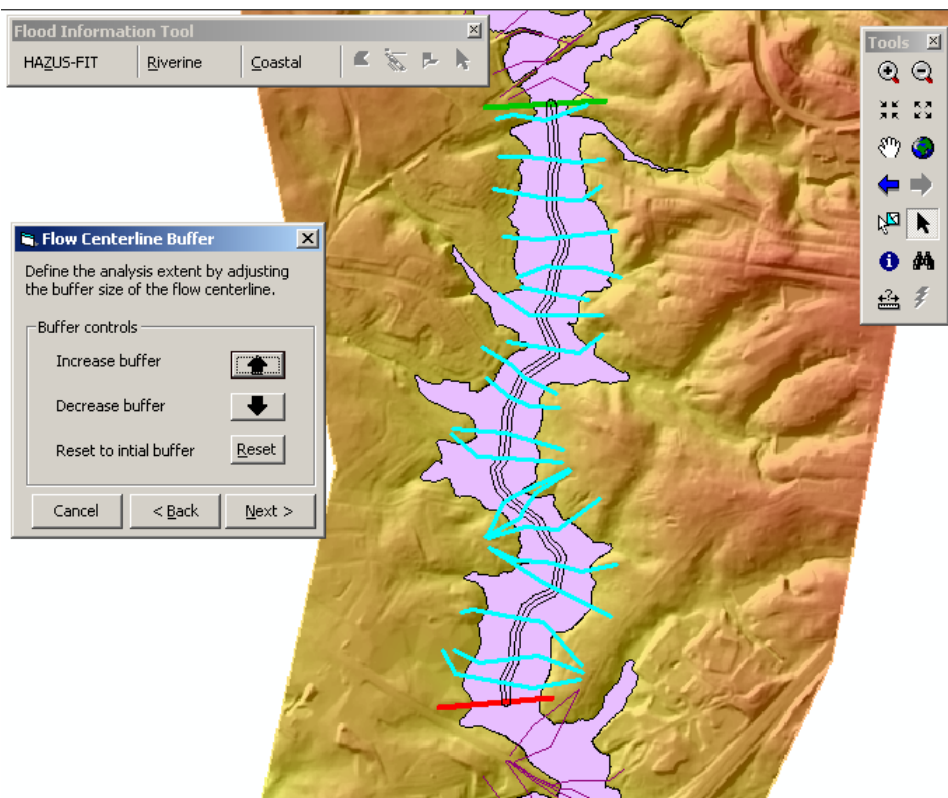 Flood Information Tool
HAZUS-FIT
Riverine
Coastal
Tools
Flow Centerline Buffer
Define the analysis extent by adjusting
the buffer size of the flow centerline.
Buffer controls
Increase buffer
Decrease buffer
Reset to intial buffer
Reset
Cancel
< Back
Next >